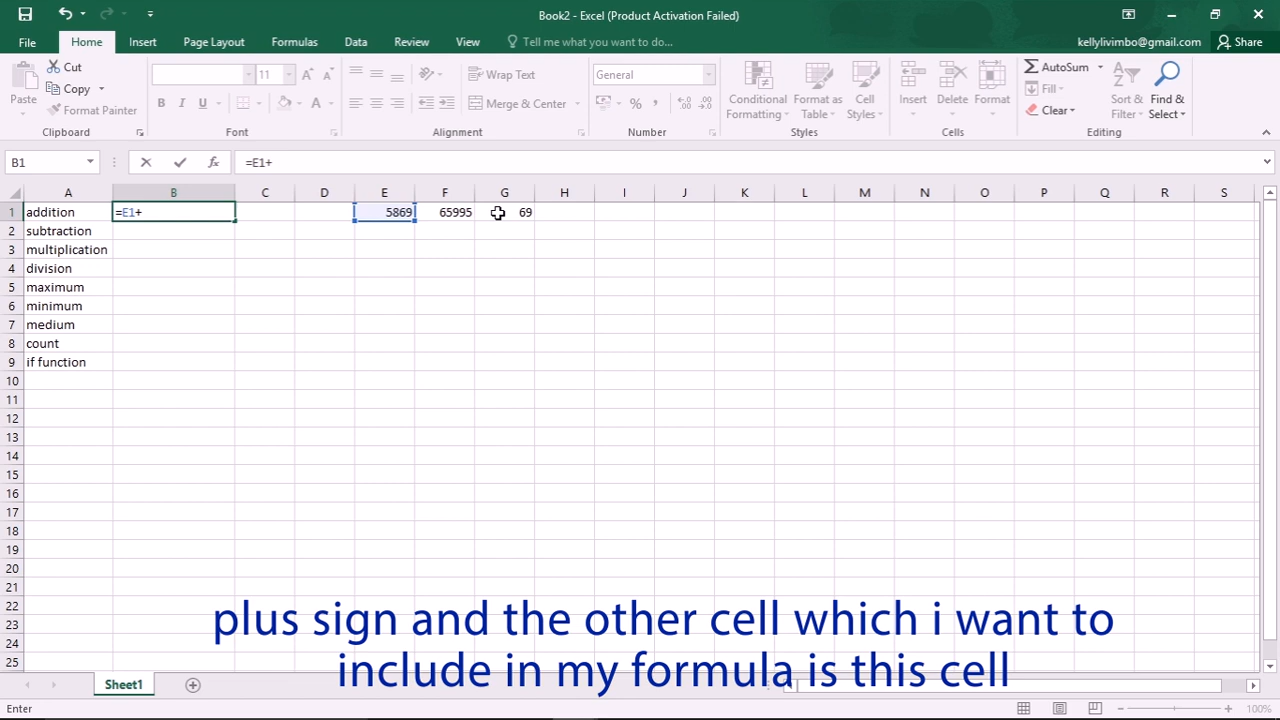 Book2 - Excel (Product Activation Failed)
File Home Insert Page Layout Formulas Data Review View Tell me what you want to do... kellylivimbo@gmail.com Share
Paste Cut Copy Format Painter Clipboard
11 B I U A A A Font
Wrap Text Merge & Center Alignment
General % , Number
Conditional Formatting Format as Table Cell Styles Styles
Insert Delete Format Cells
AutoSum Fill Clear Sort & Filter Find & Select Editing
B1 fx =E1+
A B C D E F G H I J K L M N O P Q R S
1 addition =E1+ 5869 65995 69
2 subtraction
3 multiplication
4 division
5 maximum
6 minimum
7 medium
8 count
9 if function
10
11
12
13
14
15
16
17
18
19
20
21
22
23
24
25
plus sign and the other cell which i want to
include in my formula is this cell
Sheet1
Enter 100%